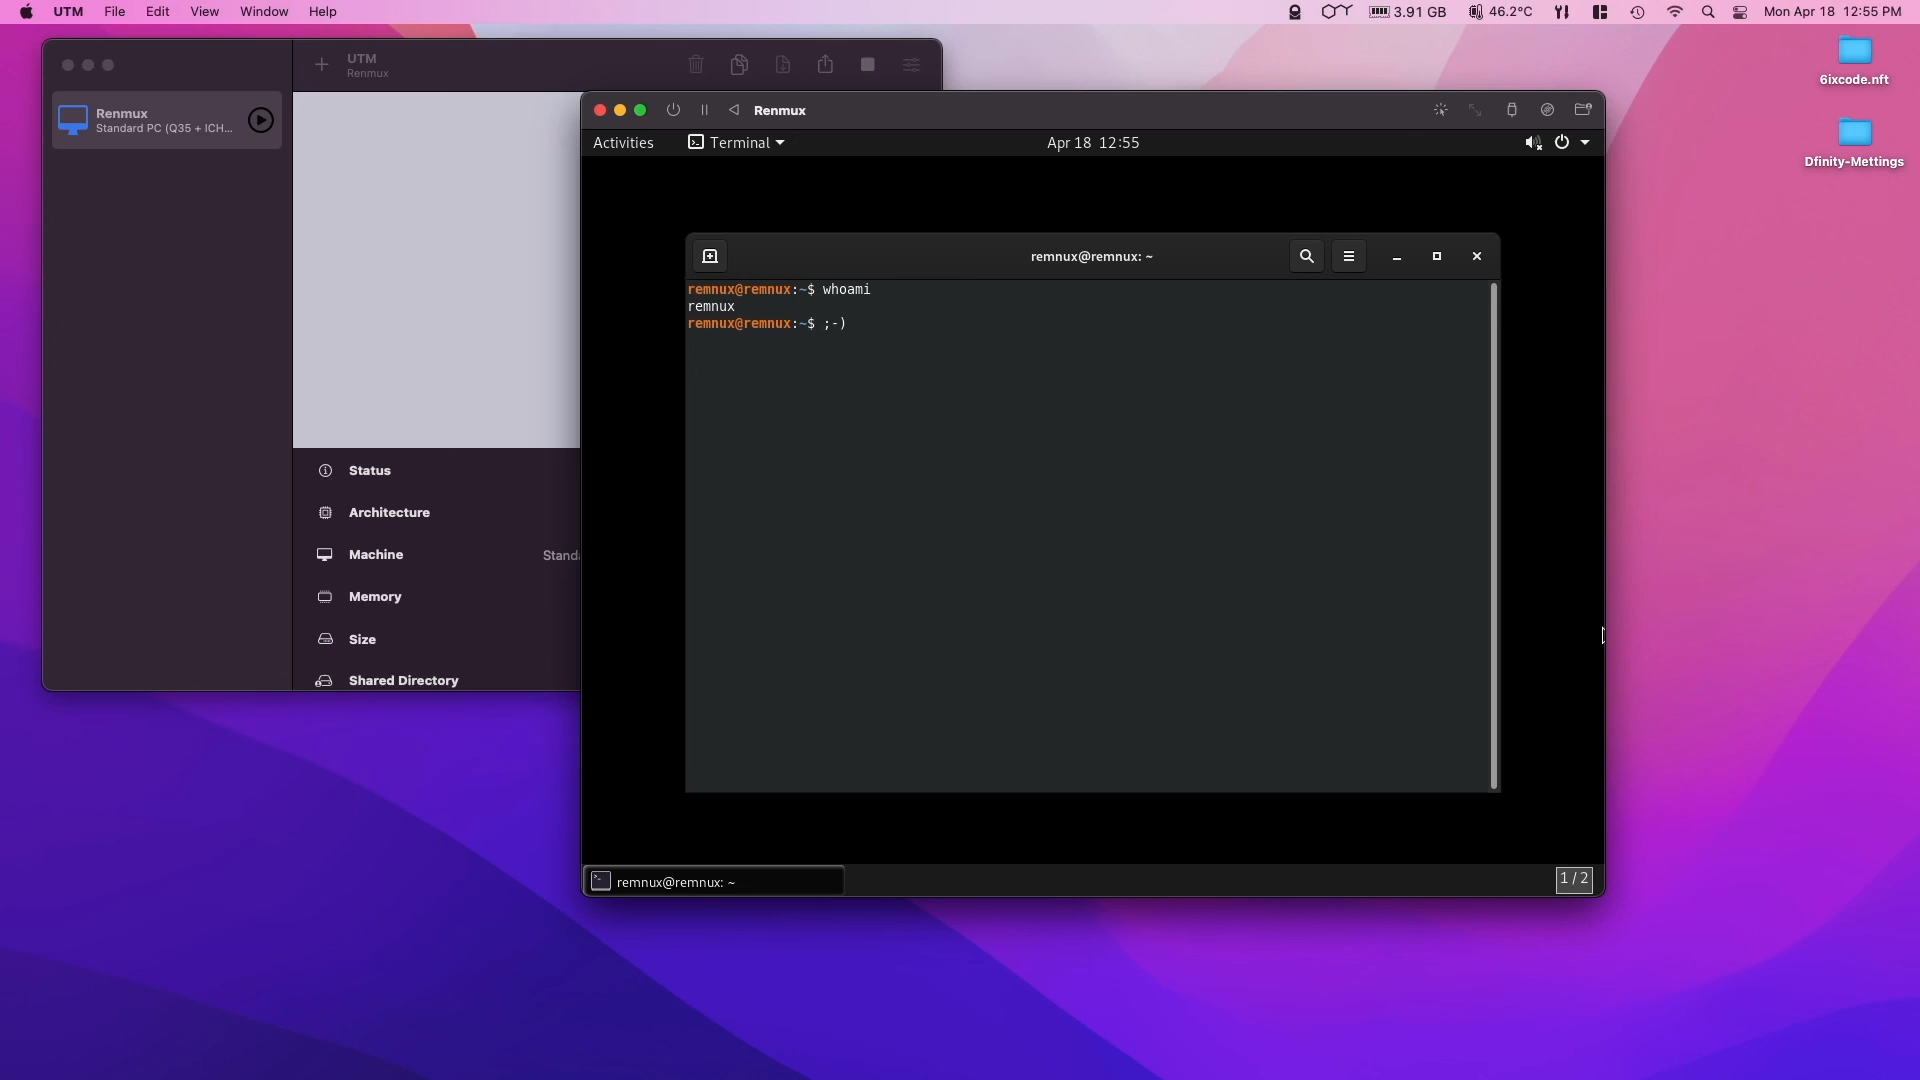 UTM File Edit View Window Help
3.91 GB 46.2°C Mon Apr 18 12:55 PM
6ixcode.nft
Dfinity-Mettings
UTM
Renmux
Renmux
Standard PC (Q35 + ICH...
Status
Architecture
Machine Standa
Memory
Size
Shared Directory
Renmux
Activities Terminal Apr 18 12:55
remnux@remnux: ~
remnux@remnux:~$ whoami
remnux
remnux@remnux:~$ ;-)
remnux@remnux: ~
1 / 2